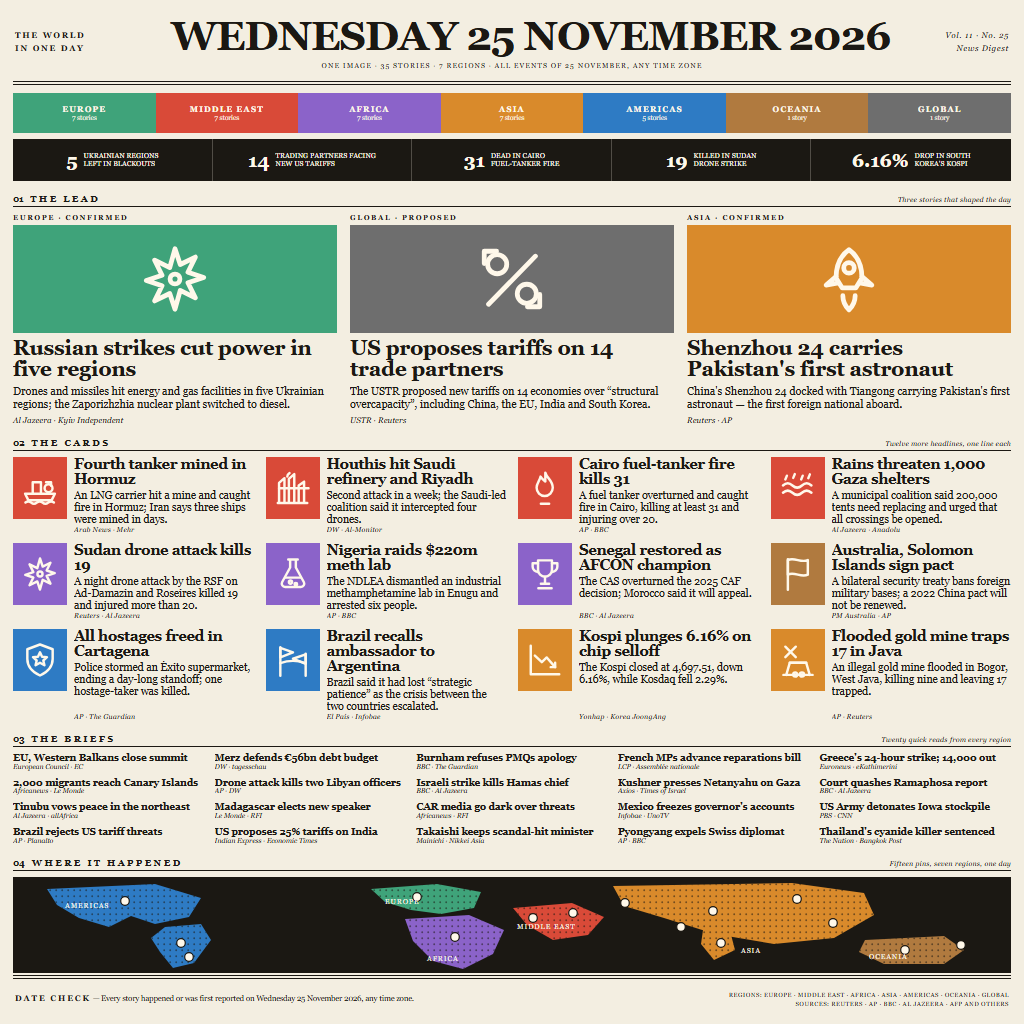 THE WORLD
IN ONE DAY
WEDNESDAY 25 NOVEMBER 2026
ONE IMAGE · 35 STORIES · 7 REGIONS · ALL EVENTS OF 25 NOVEMBER, ANY TIME ZONE
Vol. 11 · No. 25
News Digest
EUROPE
7 stories
MIDDLE EAST
7 stories
AFRICA
7 stories
ASIA
7 stories
AMERICAS
5 stories
OCEANIA
1 story
GLOBAL
1 story
5 UKRAINIAN REGIONS
LEFT IN BLACKOUTS
14 TRADING PARTNERS FACING
NEW US TARIFFS
31 DEAD IN CAIRO
FUEL-TANKER FIRE
19 KILLED IN SUDAN
DRONE STRIKE
6.16% DROP IN SOUTH
KOREA'S KOSPI
01 THE LEAD
Three stories that shaped the day
EUROPE · CONFIRMED
Russian strikes cut power in
five regions
Drones and missiles hit energy and gas facilities in five Ukrainian
regions; the Zaporizhzhia nuclear plant switched to diesel.
Al Jazeera · Kyiv Independent
GLOBAL · PROPOSED
US proposes tariffs on 14
trade partners
The USTR proposed new tariffs on 14 economies over “structural
overcapacity”, including China, the EU, India and South Korea.
USTR · Reuters
ASIA · CONFIRMED
Shenzhou 24 carries
Pakistan's first astronaut
China's Shenzhou 24 docked with Tiangong carrying Pakistan's first
astronaut — the first foreign national aboard.
Reuters · AP
02 THE CARDS
Twelve more headlines, one line each
Fourth tanker mined in
Hormuz
An LNG carrier hit a mine and caught
fire in Hormuz; Iran says three ships
were mined in days.
Arab News · Mehr
Houthis hit Saudi
refinery and Riyadh
Second attack in a week; the Saudi-led
coalition said it intercepted four
drones.
DW · Al-Monitor
Cairo fuel-tanker fire
kills 31
A fuel tanker overturned and caught
fire in Cairo, killing at least 31 and
injuring over 20.
AP · BBC
Rains threaten 1,000
Gaza shelters
A municipal coalition said 200,000
tents need replacing and urged that
all crossings be opened.
Al Jazeera · Anadolu
Sudan drone attack kills
19
A night drone attack by the RSF on
Ad-Damazin and Roseires killed 19
and injured more than 20.
Reuters · Al Jazeera
Nigeria raids $220m
meth lab
The NDLEA dismantled an industrial
methamphetamine lab in Enugu and
arrested six people.
AP · BBC
Senegal restored as
AFCON champion
The CAS overturned the 2025 CAF
decision; Morocco said it will appeal.
BBC · Al Jazeera
Australia, Solomon
Islands sign pact
A bilateral security treaty bans foreign
military bases; a 2022 China pact will
not be renewed.
PM Australia · AP
All hostages freed in
Cartagena
Police stormed an Éxito supermarket,
ending a day-long standoff; one
hostage-taker was killed.
AP · The Guardian
Brazil recalls
ambassador to
Argentina
Brazil said it had lost “strategic
patience” as the crisis between the
two countries escalated.
El País · Infobae
Kospi plunges 6.16% on
chip selloff
The Kospi closed at 4,697.51, down
6.16%, while Kosdaq fell 2.29%.
Yonhap · Korea JoongAng
Flooded gold mine traps
17 in Java
An illegal gold mine flooded in Bogor,
West Java, killing nine and leaving 17
trapped.
AP · Reuters
03 THE BRIEFS
Twenty quick reads from every region
EU, Western Balkans close summit
European Council · EC
Merz defends €56bn debt budget
DW · tagesschau
Burnham refuses PMQs apology
BBC · The Guardian
French MPs advance reparations bill
LCP · Assemblée nationale
Greece's 24-hour strike; 14,000 out
Euronews · eKathimerini
2,000 migrants reach Canary Islands
Africanews · Le Monde
Drone attack kills two Libyan officers
AP · DW
Israeli strike kills Hamas chief
BBC · Al Jazeera
Kushner presses Netanyahu on Gaza
Axios · Times of Israel
Court quashes Ramaphosa report
BBC · Al Jazeera
Tinubu vows peace in the northeast
Al Jazeera · allAfrica
Madagascar elects new speaker
Le Monde · RFI
CAR media go dark over threats
Africanews · RFI
Mexico freezes governor's accounts
Infobae · UnoTV
US Army detonates Iowa stockpile
PBS · CNN
Brazil rejects US tariff threats
AP · Planalto
US proposes 25% tariffs on India
Indian Express · Economic Times
Takaishi keeps scandal-hit minister
Mainichi · Nikkei Asia
Pyongyang expels Swiss diplomat
AP · BBC
Thailand's cyanide killer sentenced
The Nation · Bangkok Post
04 WHERE IT HAPPENED
Fifteen pins, seven regions, one day
AMERICAS
EUROPE
AFRICA
MIDDLE EAST
ASIA
OCEANIA
DATE CHECK — Every story happened or was first reported on Wednesday 25 November 2026, any time zone.
REGIONS: EUROPE · MIDDLE EAST · AFRICA · ASIA · AMERICAS · OCEANIA · GLOBAL
SOURCES: REUTERS · AP · BBC · AL JAZEERA · AFP AND OTHERS